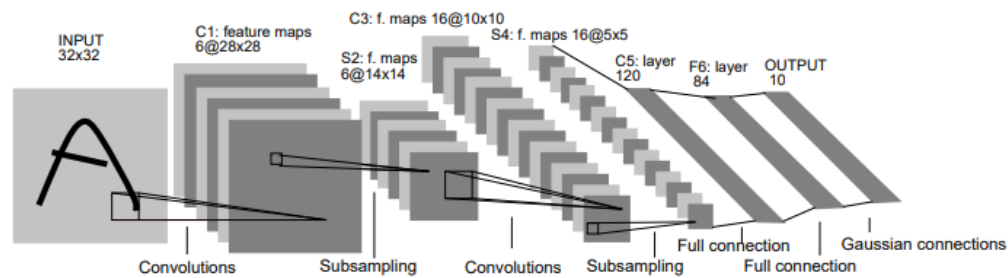 INPUT
32x32
C1: feature maps
6@28x28
S2: f. maps
6@14x14
C3: f. maps 16@10x10
S4: f. maps 16@5x5
C5: layer
120
F6: layer
84
OUTPUT
10
Convolutions
Subsampling
Convolutions
Subsampling
Full connection
Full connection
Gaussian connections